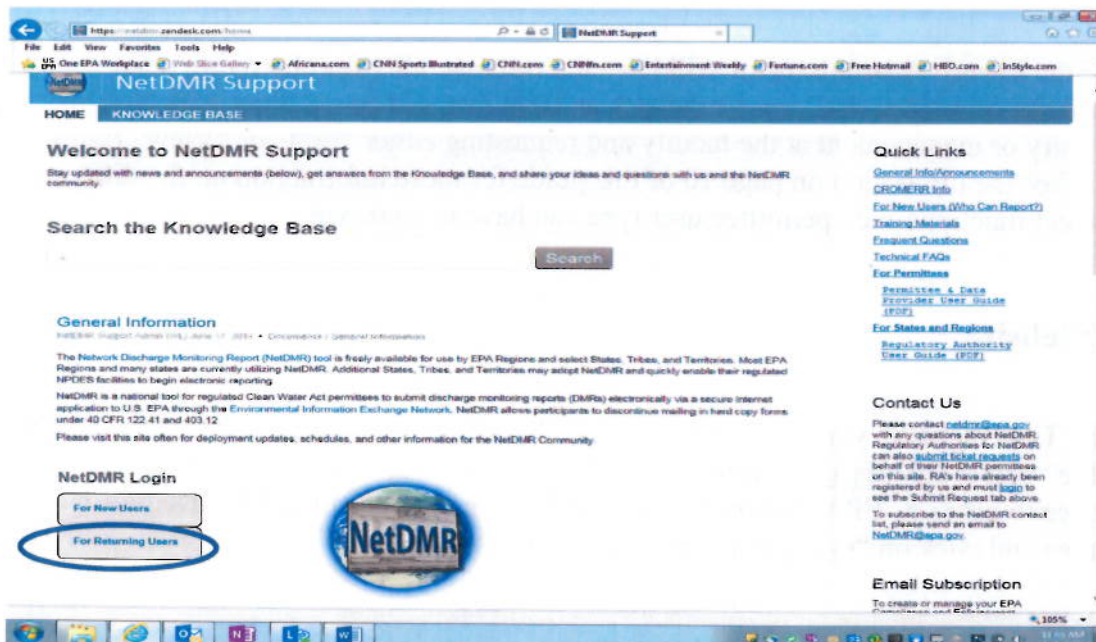 https://netdmr.zendesk.com/home
NetDMR Support
File Edit View Favorites Tools Help
US EPA One EPA Workplace Web Slice Gallery Africana.com CNN Sports Illustrated CNN.com CNNfn.com Entertainment Weekly Fortune.com Free Hotmail HBO.com InStyle.com
NetDMR Support
HOME KNOWLEDGE BASE
Welcome to NetDMR Support
Stay updated with news and announcements (below), get answers from the Knowledge Base, and share your ideas and questions with us and the NetDMR
community.
Search the Knowledge Base
Search
General Information
The Network Discharge Monitoring Report (NetDMR) tool is freely available for use by EPA Regions and select States, Tribes, and Territories. Most EPA
Regions and many states are currently utilizing NetDMR. Additional States, Tribes, and Territories may adopt NetDMR and quickly enable their regulated
NPDES facilities to begin electronic reporting.
NetDMR is a national tool for regulated Clean Water Act permittees to submit discharge monitoring reports (DMRs) electronically via a secure Internet
application to U.S. EPA through the Environmental Information Exchange Network. NetDMR allows participants to discontinue mailing in hard copy forms
under 40 CFR 122.41 and 403.12
Please visit this site often for deployment updates, schedules, and other information for the NetDMR Community
NetDMR Login
For New Users
For Returning Users
NetDMR
Quick Links
General Info/Announcements
CROMERR Info
For New Users (Who Can Report?)
Training Materials
Frequent Questions
Technical FAQs
For Permittees
Permittee & Data
Provider User Guide
(PDF)
For States and Regions
Regulatory Authority
User Guide (PDF)
Contact Us
Please contact netdmr@epa.gov
with any questions about NetDMR.
Regulatory Authorities for NetDMR
can also submit ticket requests on
behalf of their NetDMR permittees
on this site. RA's have already been
registered by us and must login to
see the Submit Request tab above.
To subscribe to the NetDMR contact
list, please send an email to
NetDMR@epa.gov.
Email Subscription
To create or manage your EPA
105%